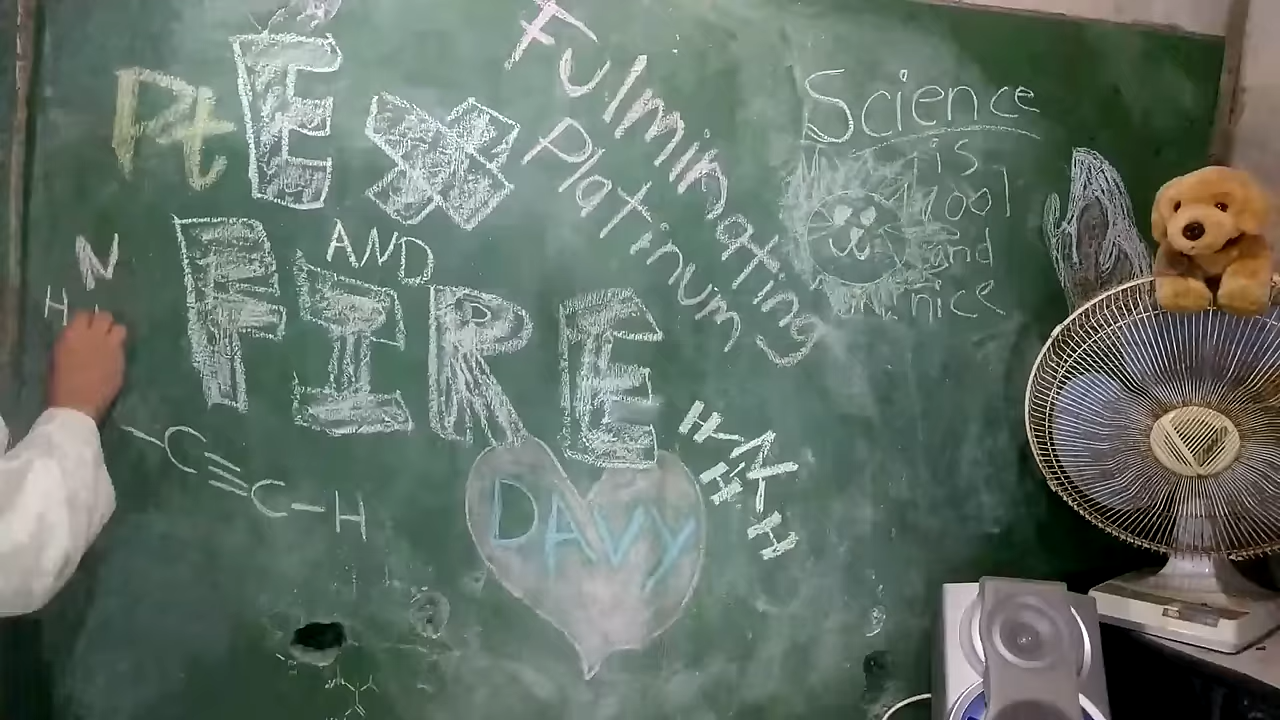 Pt
Ex
AND
FIRE
Fulminating
Platinum
Science
is
cool
and
nice
N
H
C≡C-H
DAVY
H N H
H